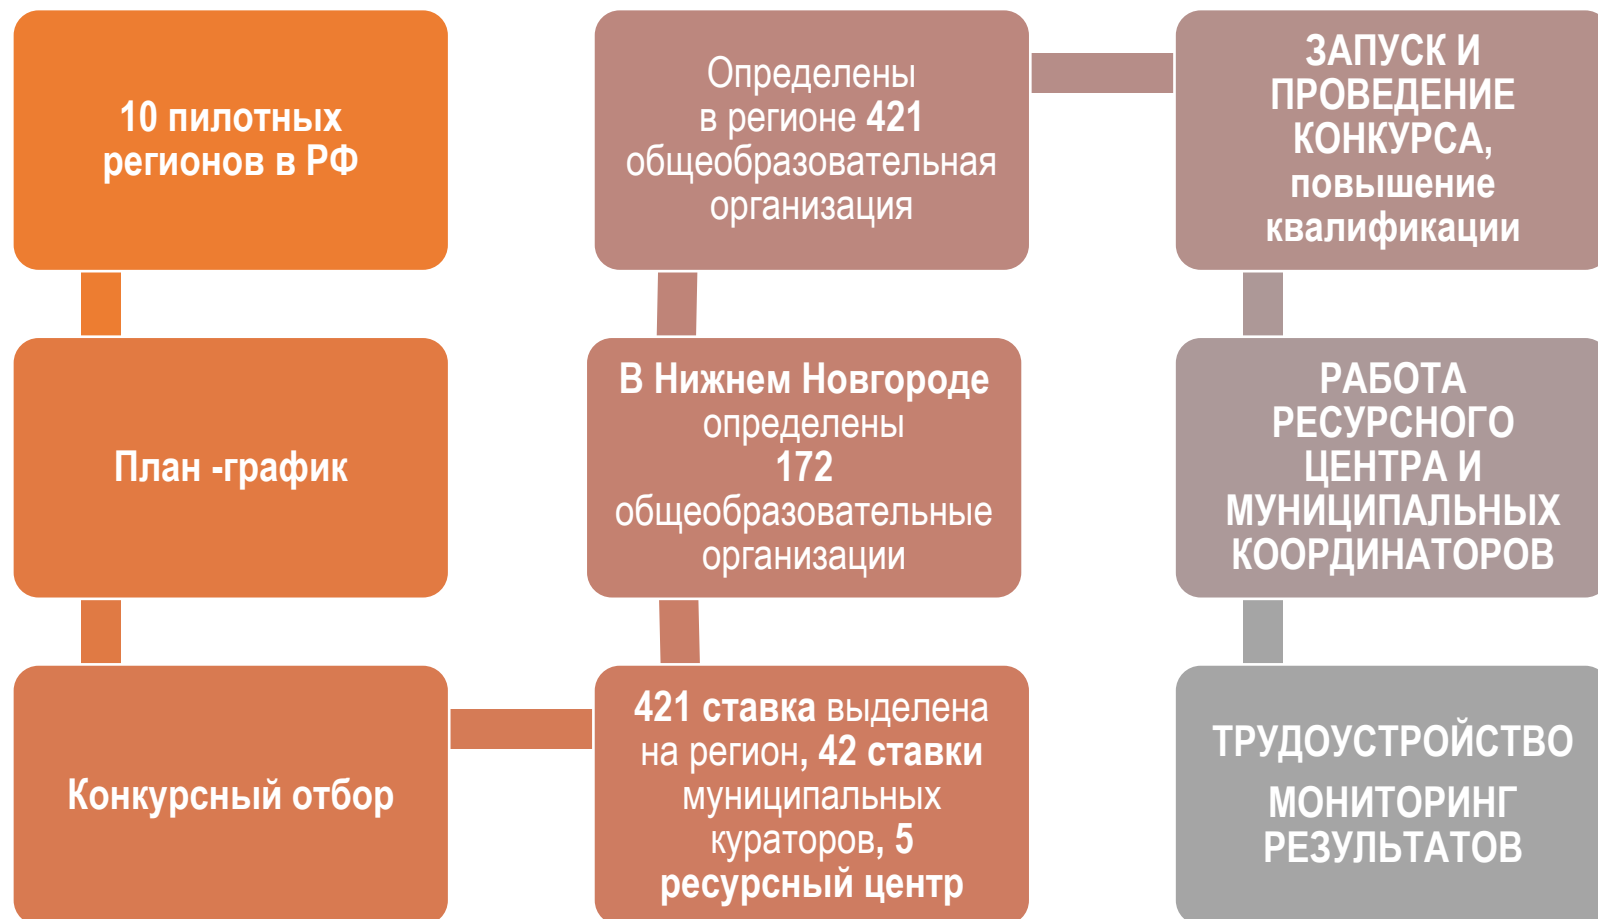 10 пилотных
регионов в РФ
План -график
Конкурсный отбор
421 ставка выделена
на регион, 42 ставки
муниципальных
кураторов, 5
ресурсный центр
В Нижнем Новгороде
определены
172
общеобразовательные
организации
Определены
в регионе 421
общеобразовательная
организация
ЗАПУСК И
ПРОВЕДЕНИЕ
КОНКУРСА,
повышение
квалификации
РАБОТА
РЕСУРСНОГО
ЦЕНТРА И
МУНИЦИПАЛЬНЫХ
КООРДИНАТОРОВ
ТРУДОУСТРОЙСТВО
МОНИТОРИНГ
РЕЗУЛЬТАТОВ